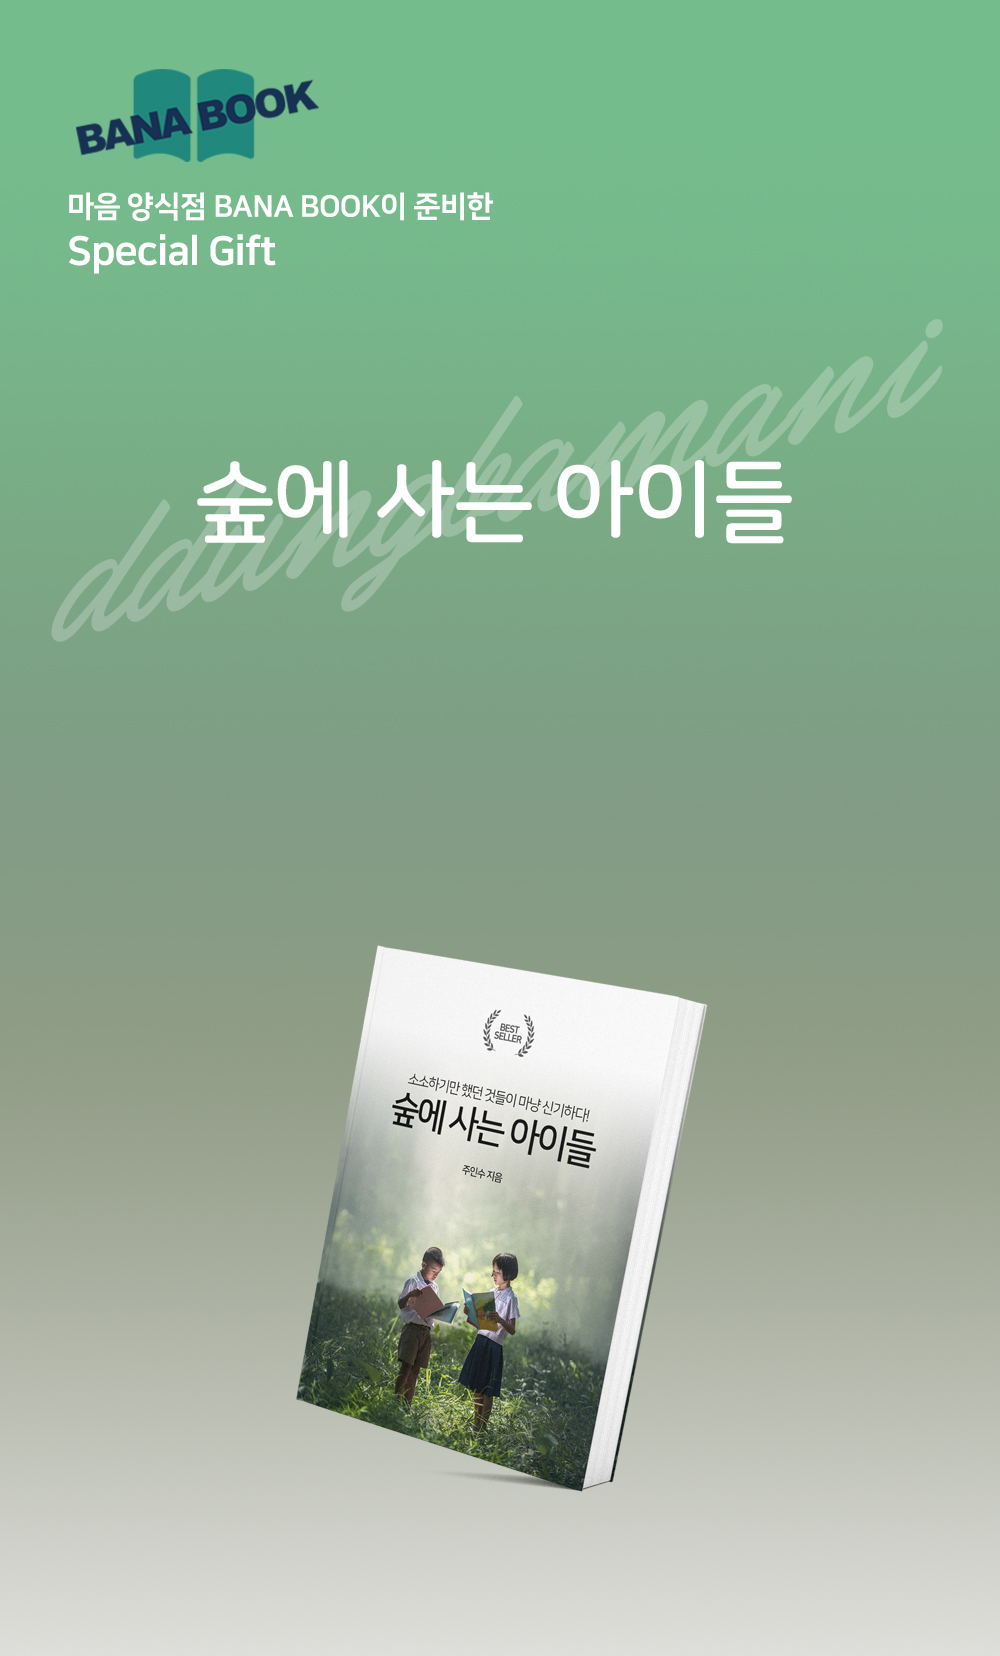 BANA BOOK
마음 양식점 BANA BOOK이 준비한
Special Gift
ddungkamani
숲에 사는 아이들
BEST
SELLER
소소하기만 했던 것들이 마냥 신기하다!
숲에 사는 아이들
주인수 지음